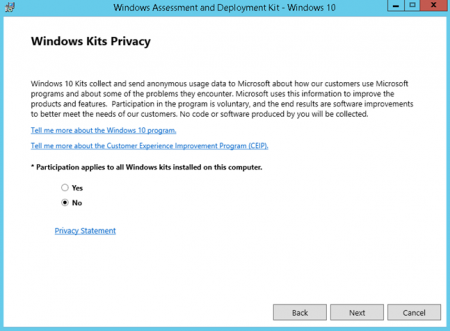 Windows Assessment and Deployment Kit - Windows 10
Windows Kits Privacy
Windows 10 Kits collect and send anonymous usage data to Microsoft about how our customers use Microsoft
programs and about some of the problems they encounter. Microsoft uses this information to improve the
products and features. Participation in the program is voluntary, and the end results are software improvements
to better meet the needs of our customers. No code or software produced by you will be collected.
Tell me more about the Windows 10 program.
Tell me more about the Customer Experience Improvement Program (CEIP).
* Participation applies to all Windows kits installed on this computer.
Yes
No
Privacy Statement
Back Next Cancel